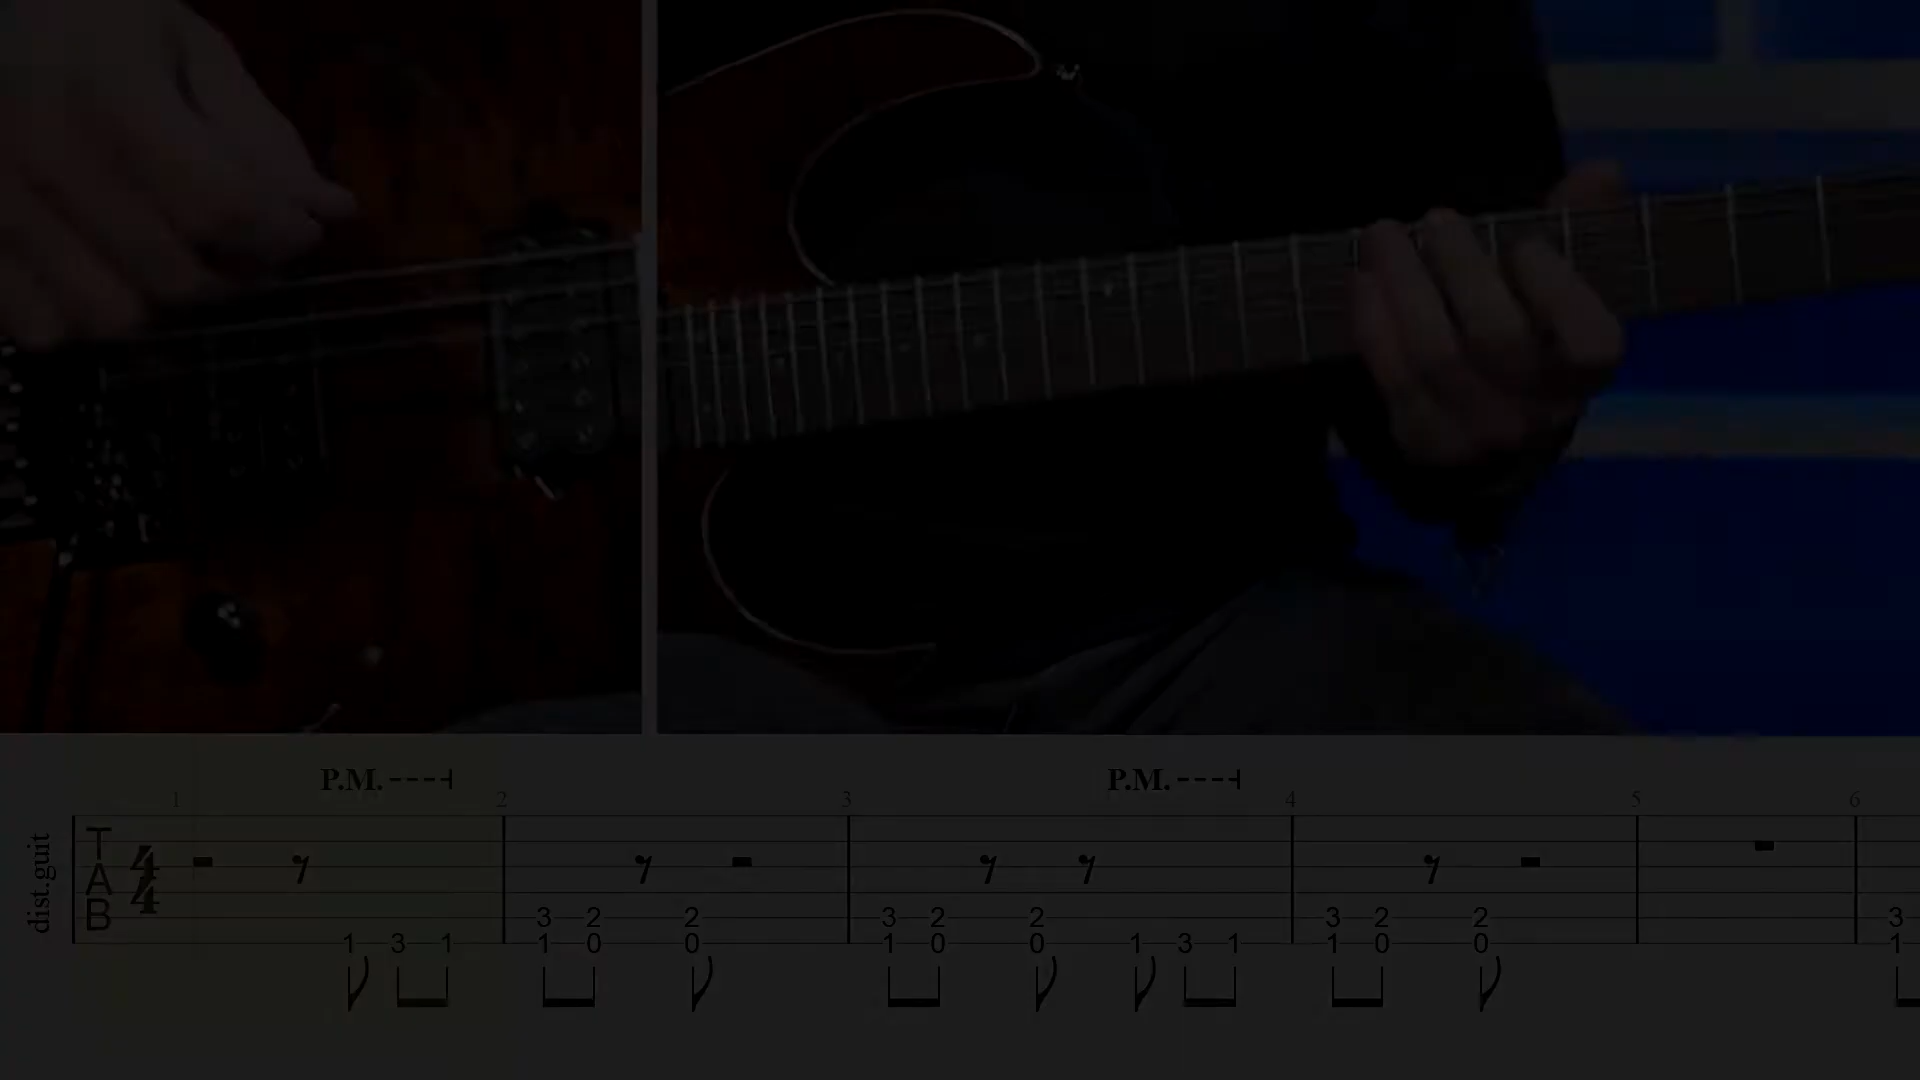 P.M. ----| P.M. ----|
1 2 3 4 5 6
dist.guit
T
A
B
4
4
3 2 2 3 2 2 3 2 2 3
1 3 1 1 0 0 1 0 0 1 3 1 1 0 0 1